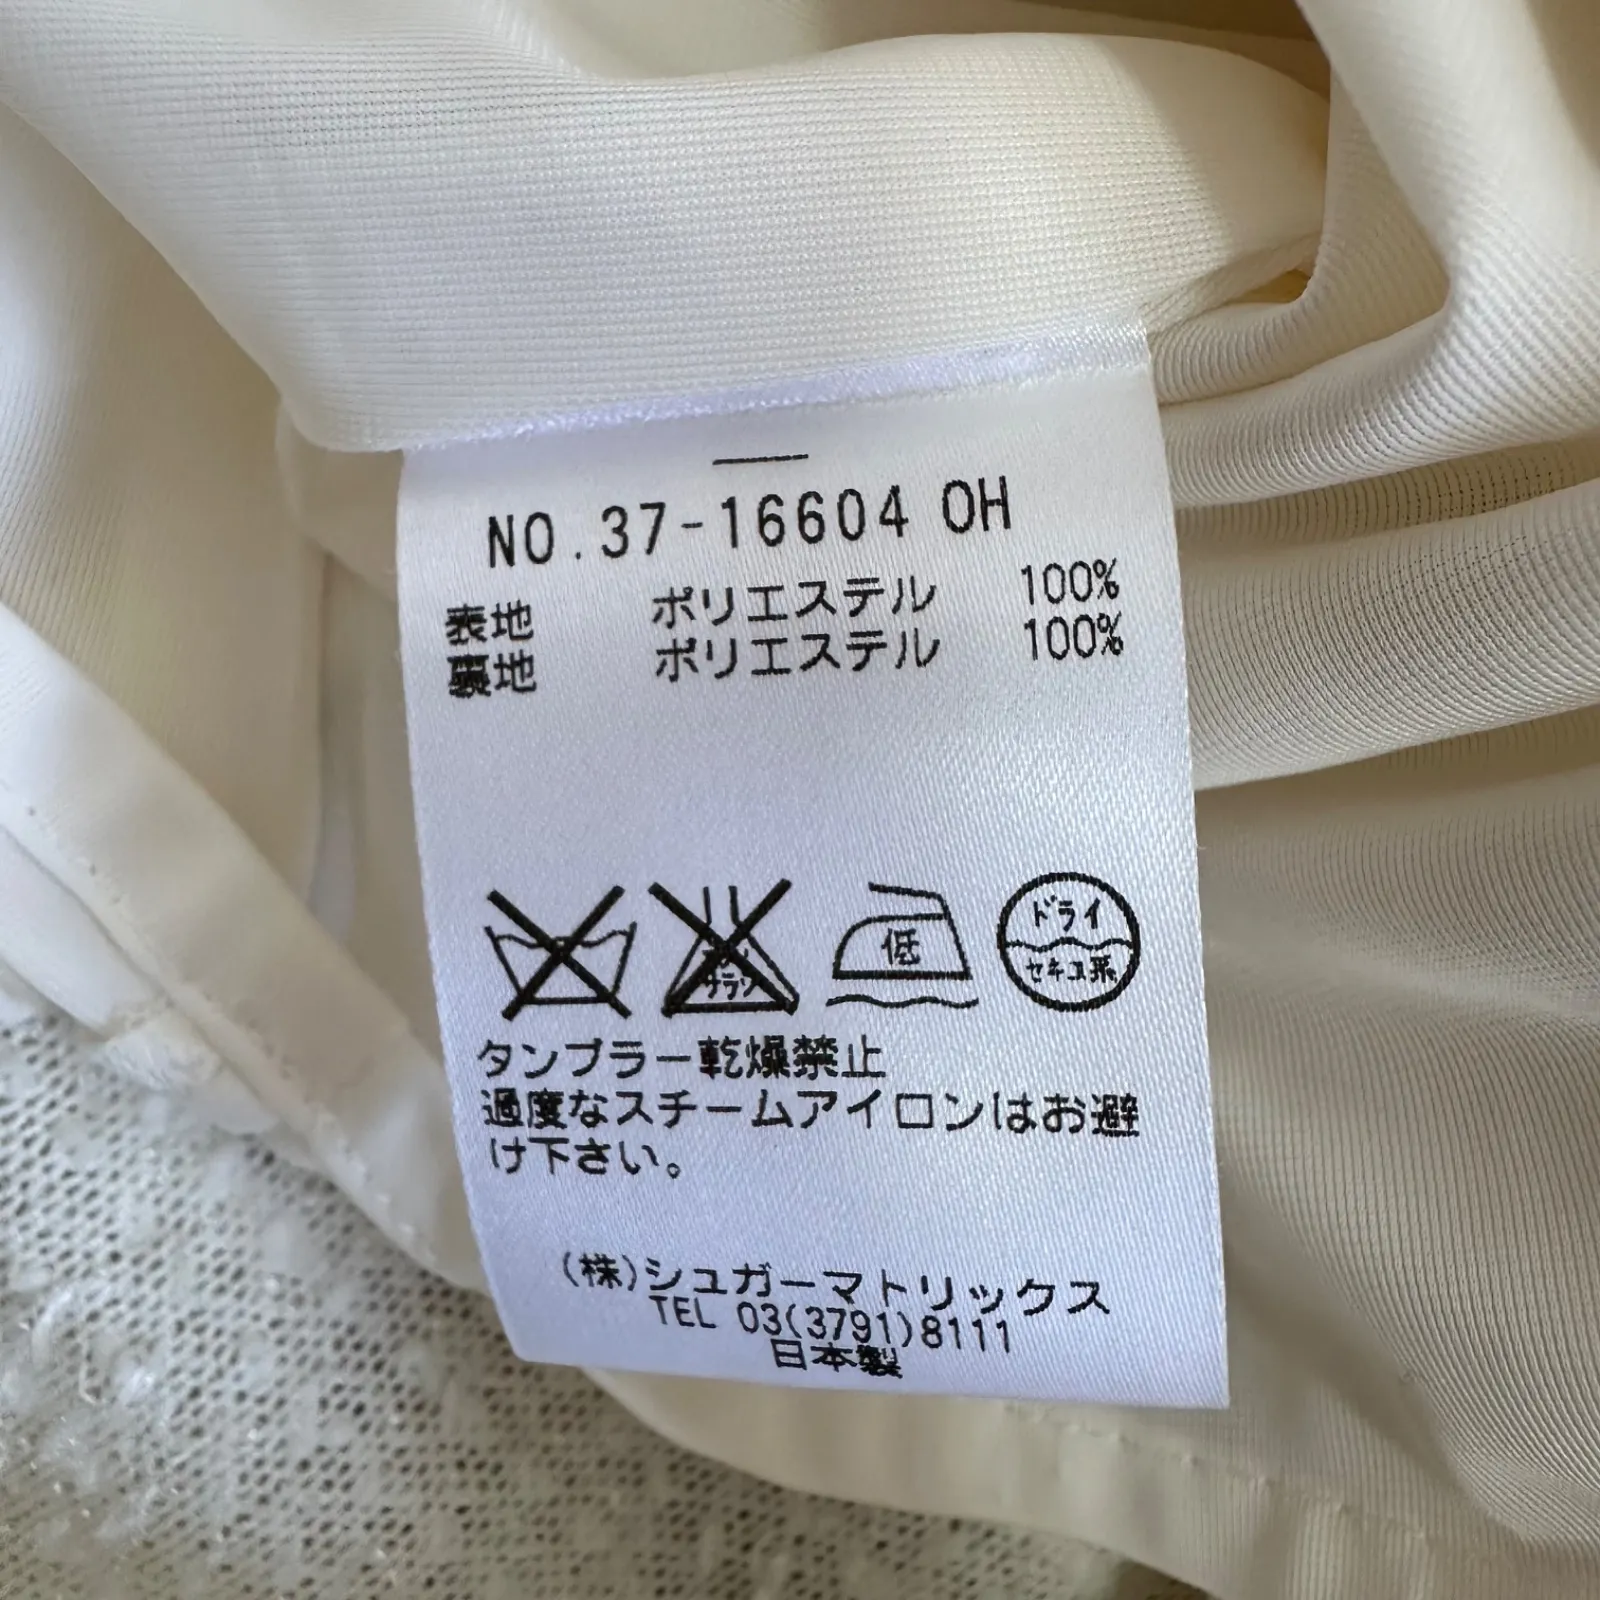 NO.37-16604 OH
表地 ポリエステル 100%
裏地 ポリエステル 100%
サラシ
低
ドライ
セキユ系
タンブラー乾燥禁止
過度なスチームアイロンはお避
け下さい。
(株)シュガーマトリックス
TEL 03(3791)8111
日本製